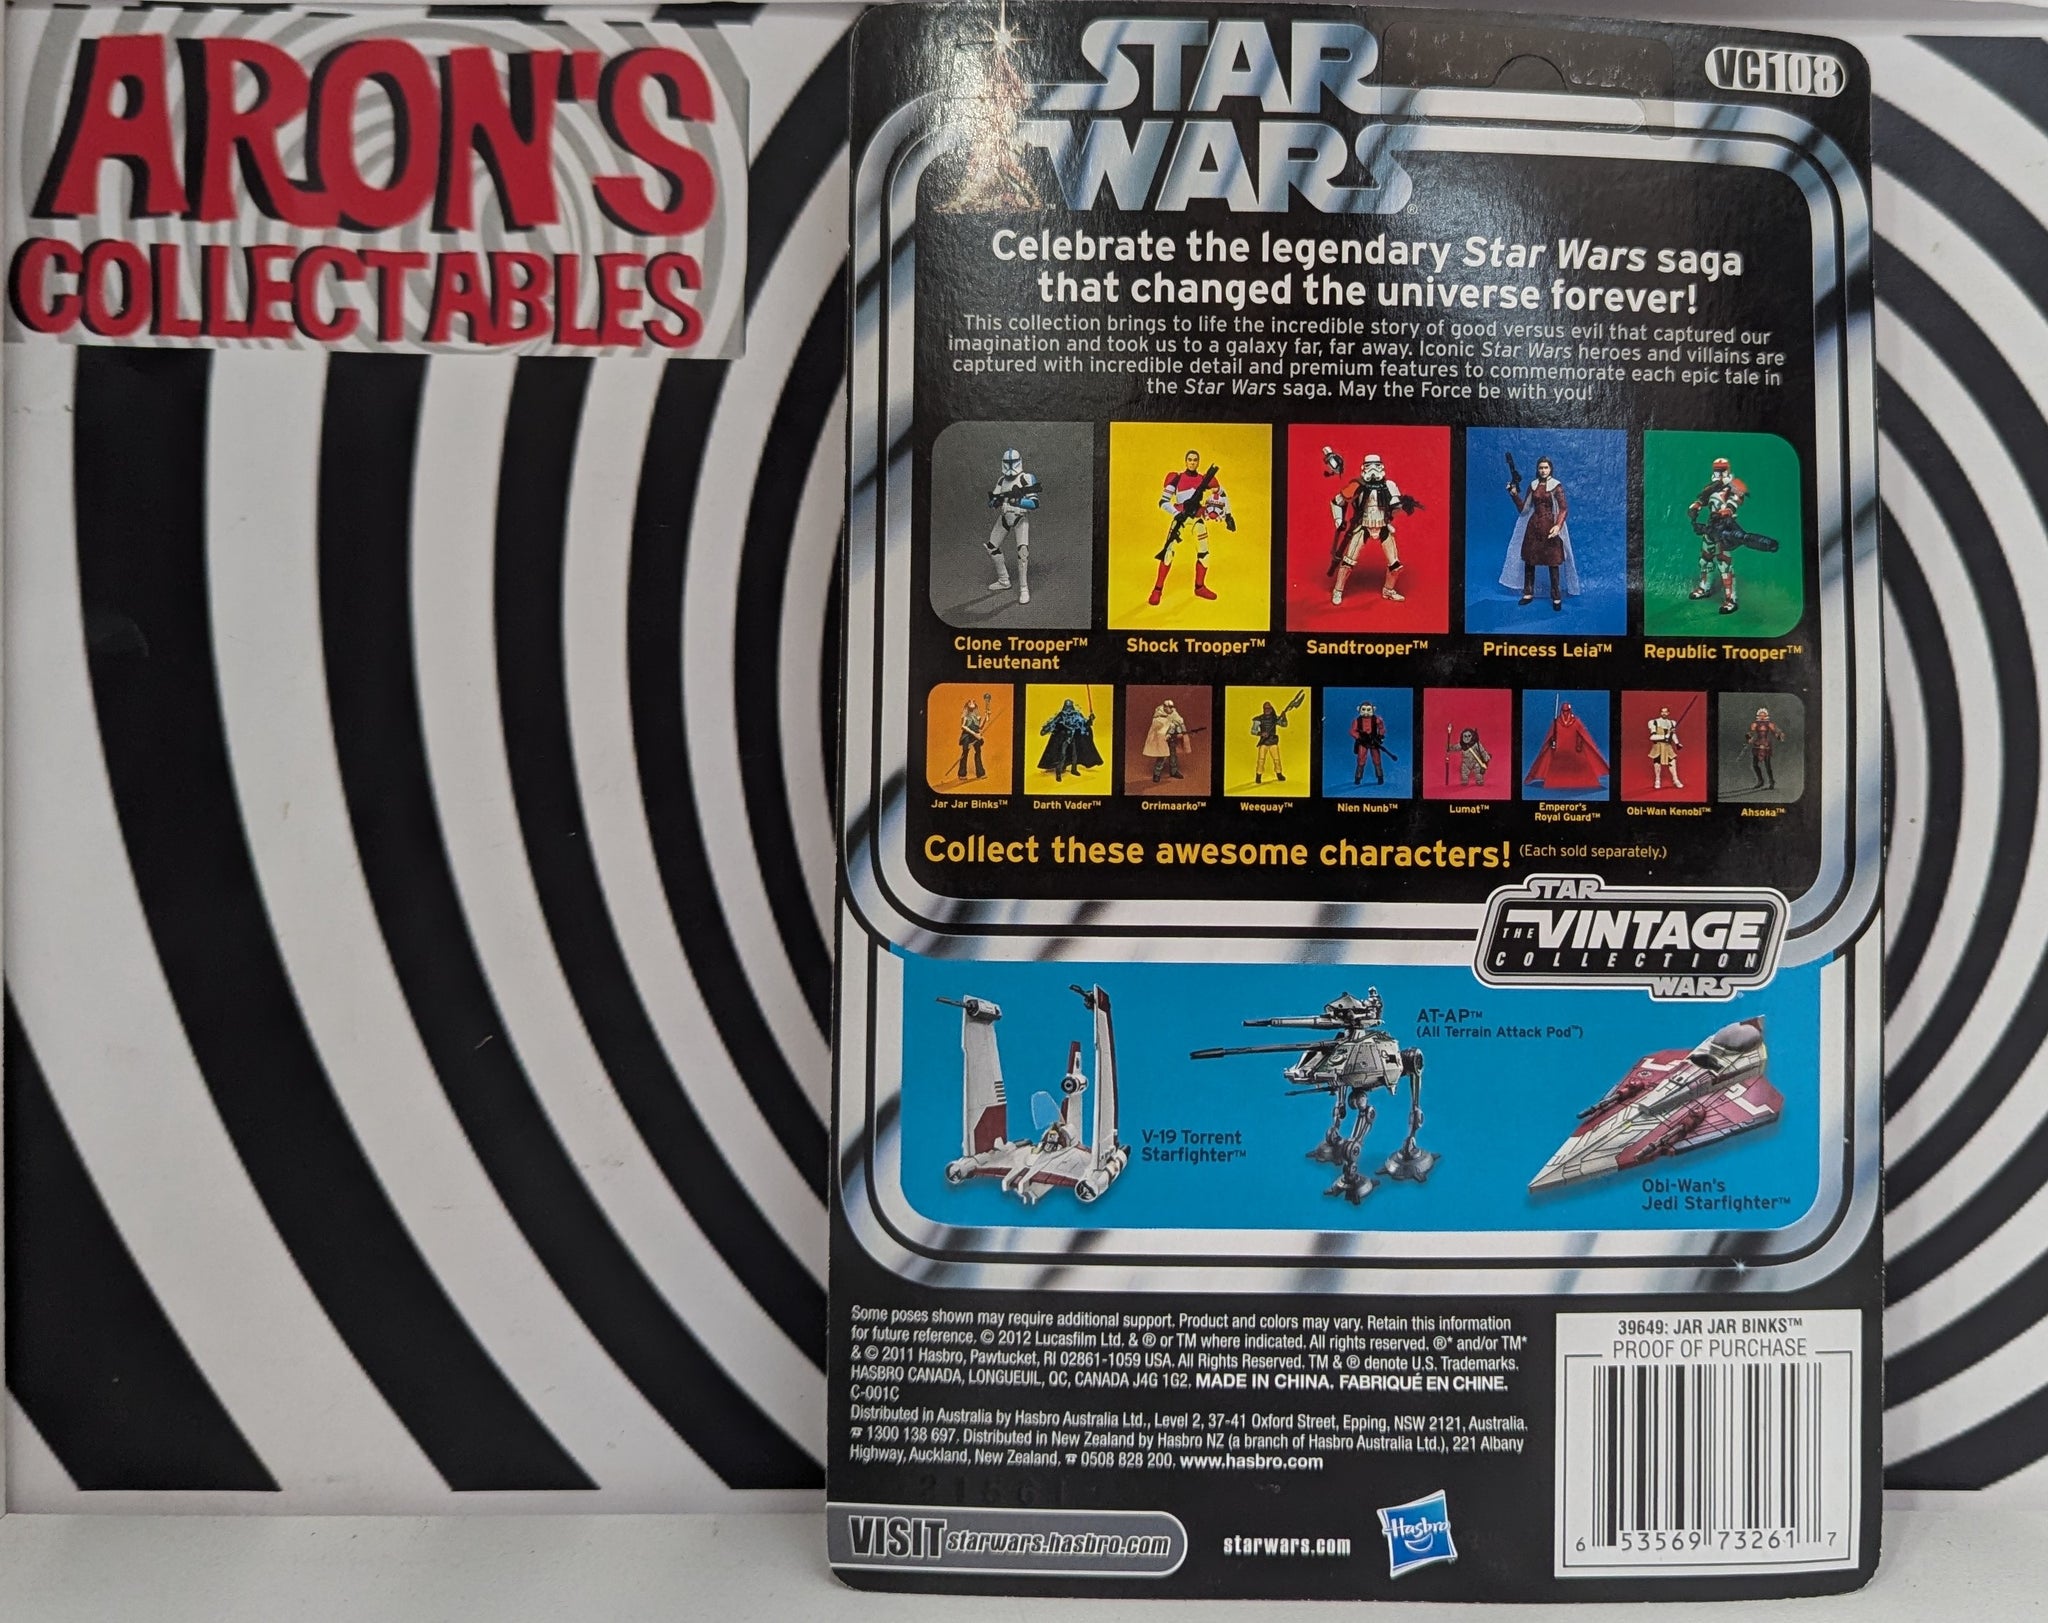 ARON'S
COLLECTABLES
STAR
WARS®
VC108
Celebrate the legendary Star Wars saga
that changed the universe forever!
This collection brings to life the incredible story of good versus evil that captured our
imagination and took us to a galaxy far, far away. Iconic Star Wars heroes and villains are
captured with incredible detail and premium features to commemorate each epic tale in
the Star Wars saga. May the Force be with you!
Clone Trooper™
Lieutenant
Shock Trooper™
Sandtrooper™
Princess Leia™
Republic Trooper™
Jar Jar Binks™
Darth Vader™
Orrimaarko™
Weequay™
Nien Nunb™
Lumat™
Emperor's
Royal Guard™
Obi-Wan Kenobi™
Ahsoka™
Collect these awesome characters! (Each sold separately.)
STAR
THE VINTAGE
COLLECTION
WARS®
V-19 Torrent
Starfighter™
AT-AP™
(All Terrain Attack Pod™)
Obi-Wan's
Jedi Starfighter™
Some poses shown may require additional support. Product and colors may vary. Retain this information
for future reference. © 2012 Lucasfilm Ltd. & ® or TM where indicated. All rights reserved. ®* and/or TM*
& © 2011 Hasbro, Pawtucket, RI 02861-1059 USA. All Rights Reserved. TM & ® denote U.S. Trademarks.
HASBRO CANADA, LONGUEUIL, QC, CANADA J4G 1G2. MADE IN CHINA. FABRIQUÉ EN CHINE.
C-001C
Distributed in Australia by Hasbro Australia Ltd., Level 2, 37-41 Oxford Street, Epping, NSW 2121, Australia.
☎ 1300 138 697. Distributed in New Zealand by Hasbro NZ (a branch of Hasbro Australia Ltd.), 221 Albany
Highway, Auckland, New Zealand. ☎ 0508 828 200. www.hasbro.com
VISIT starwars.hasbro.com
starwars.com
Hasbro
39649: JAR JAR BINKS™
PROOF OF PURCHASE
6 53569 73261 7